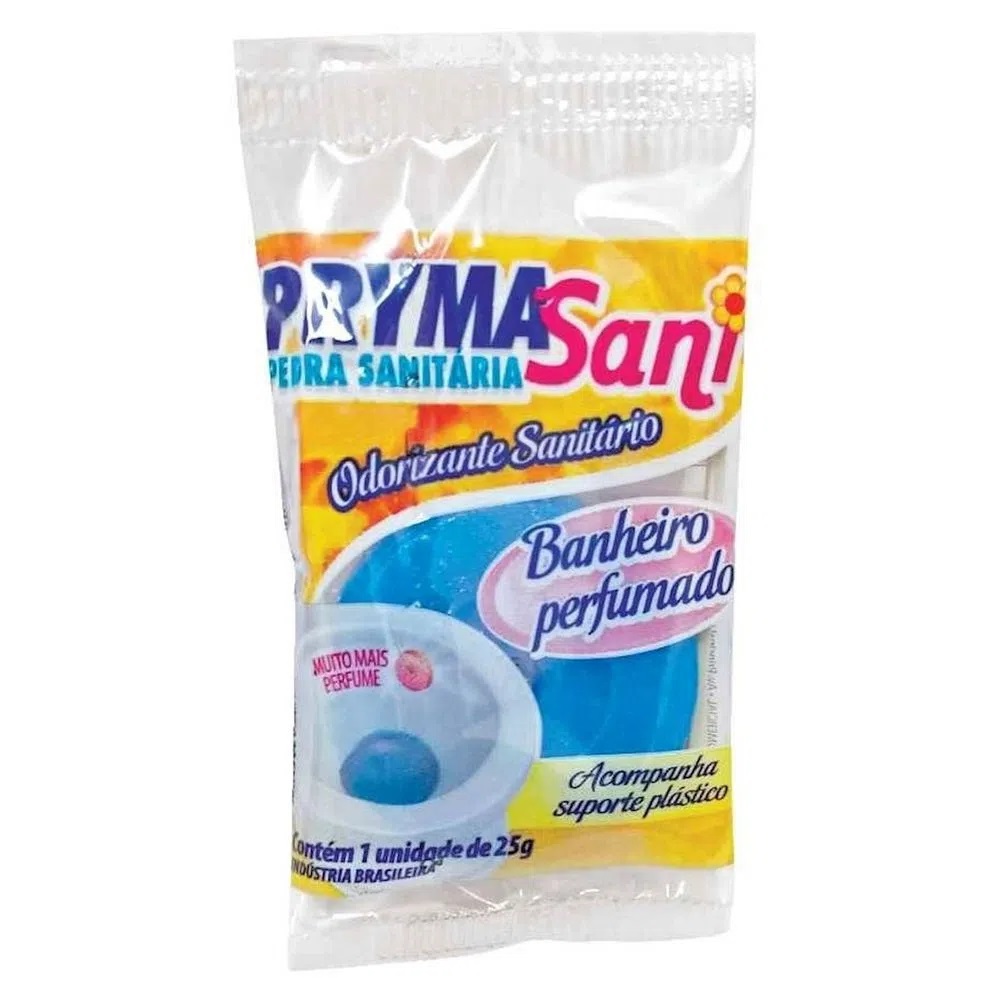 PRYMA Sani
PEDRA SANITÁRIA
Odorizante Sanitário
Banheiro
perfumado
MUITO MAIS
PERFUME
Acompanha
suporte plástico
Contém 1 unidade de 25g
INDÚSTRIA BRASILEIRA